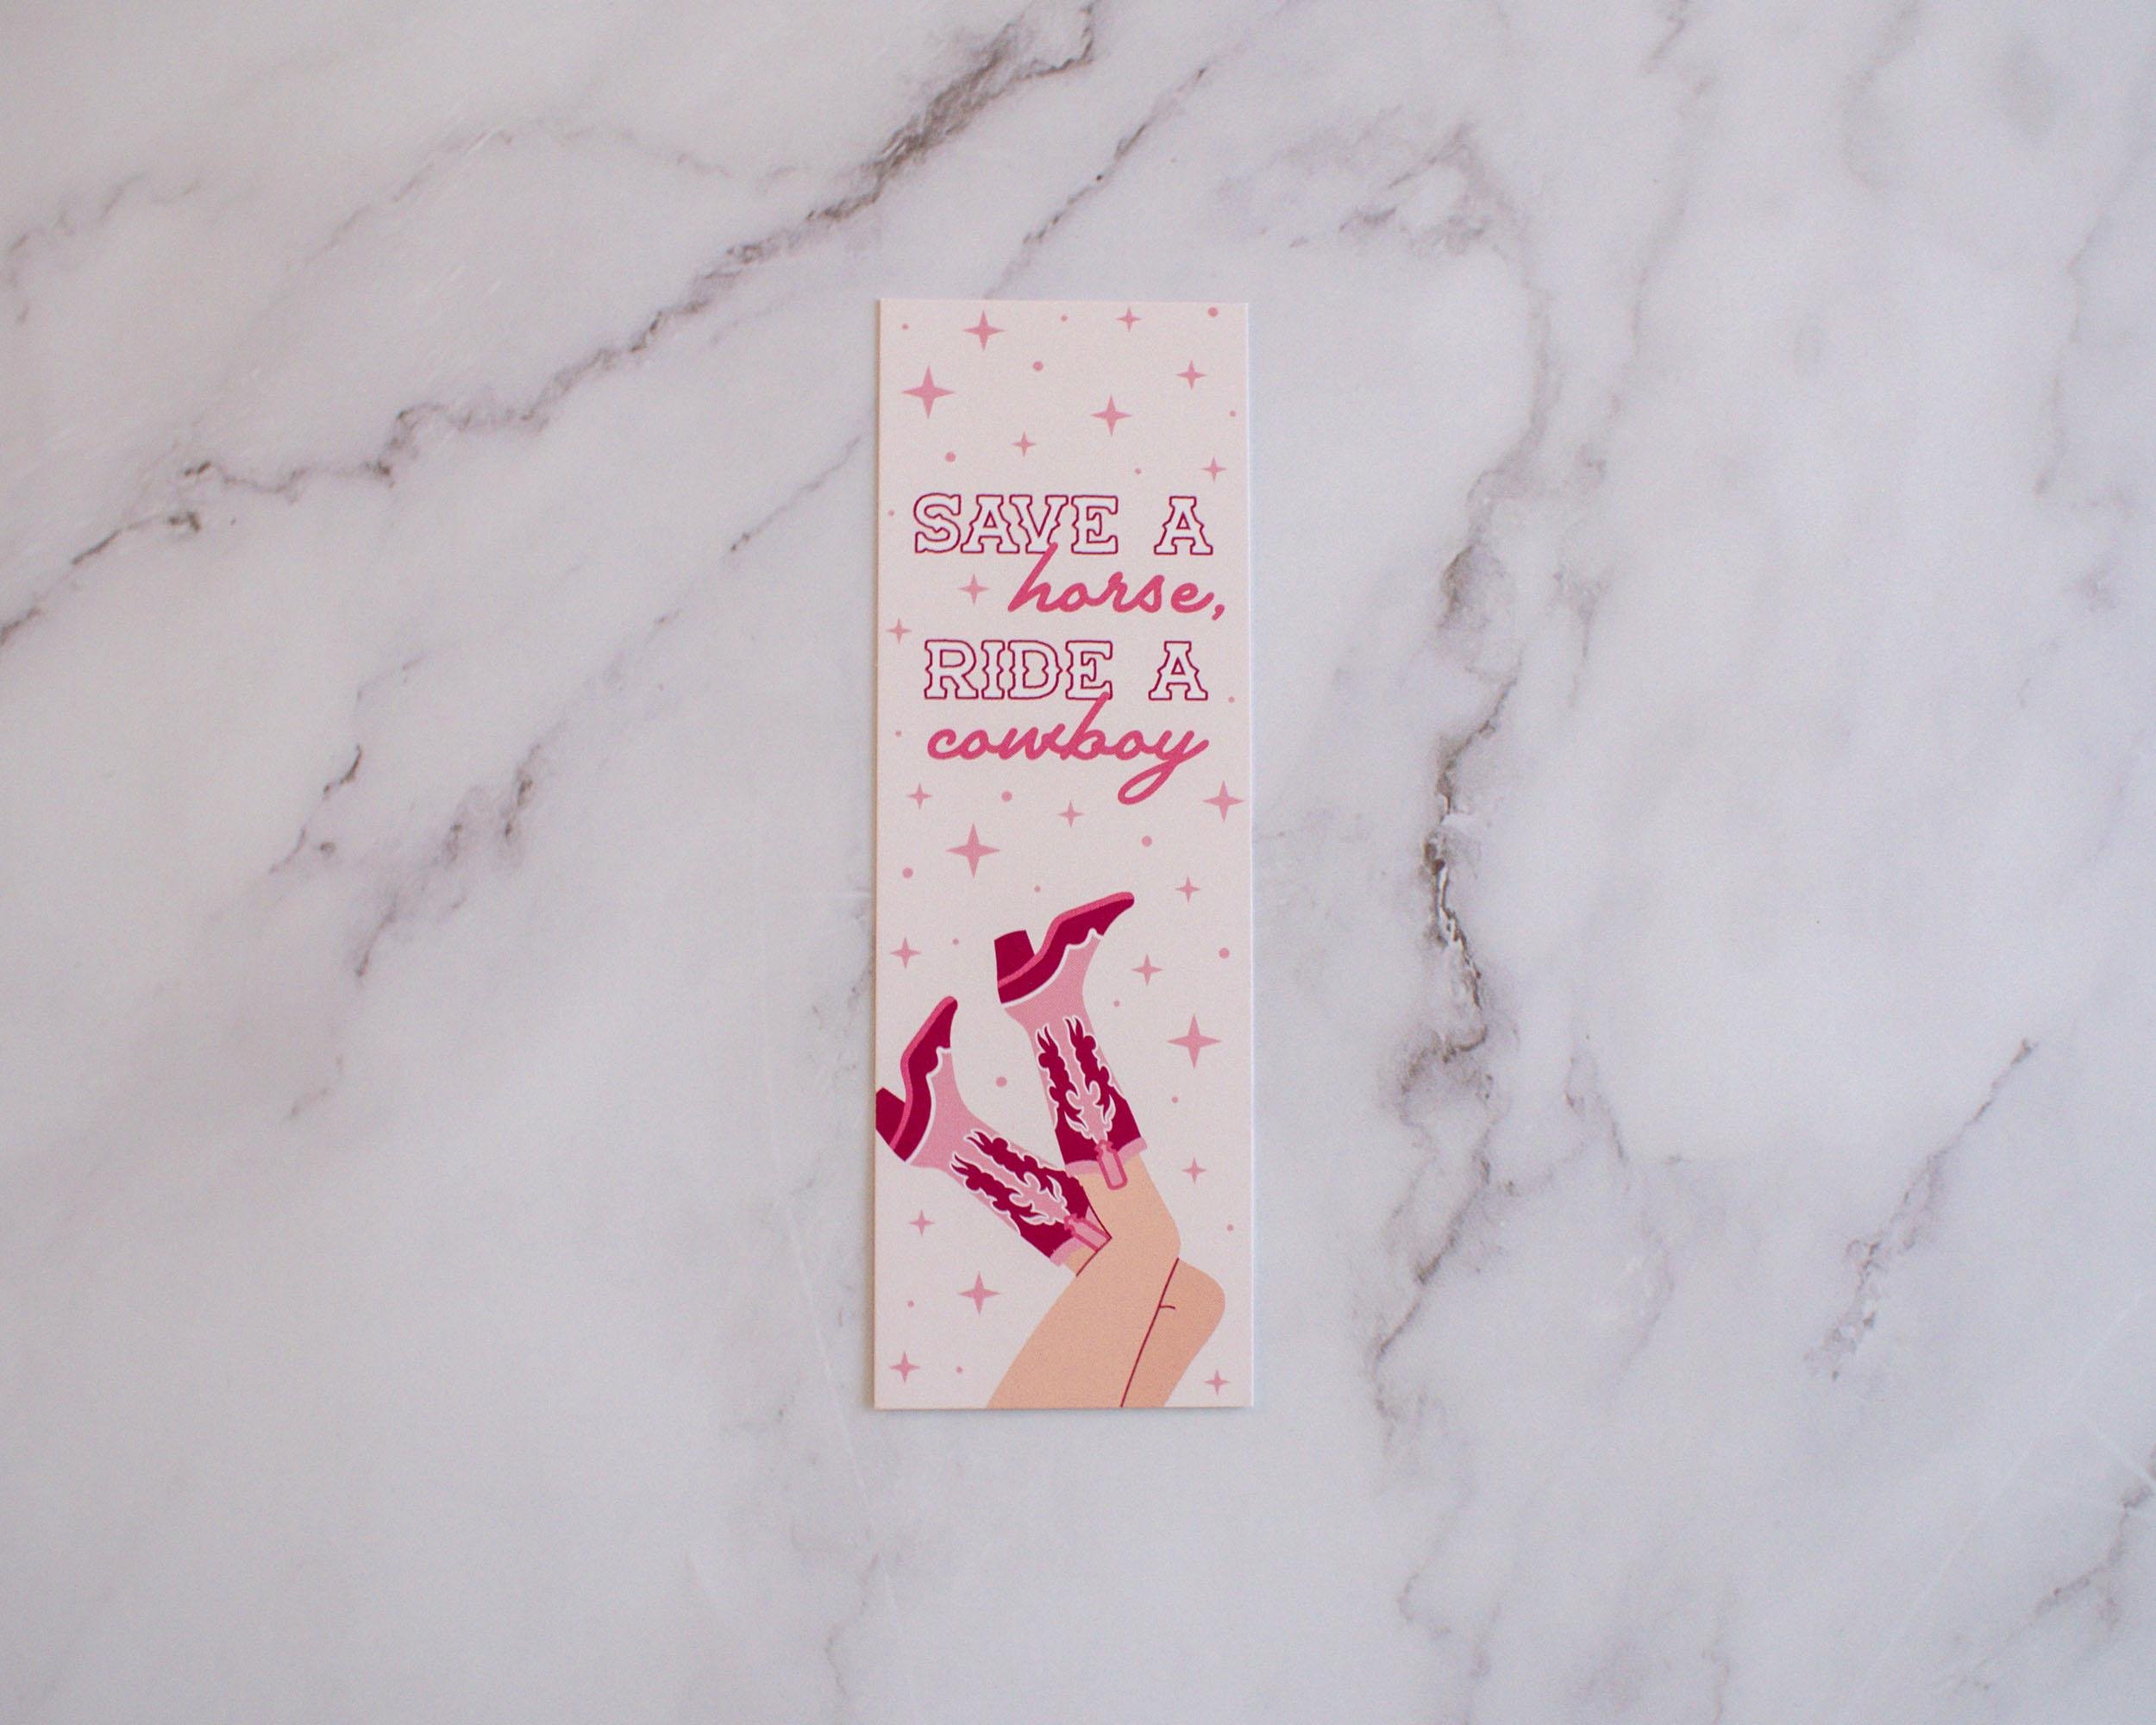 SAVE A
horse,
RIDE A
cowboy